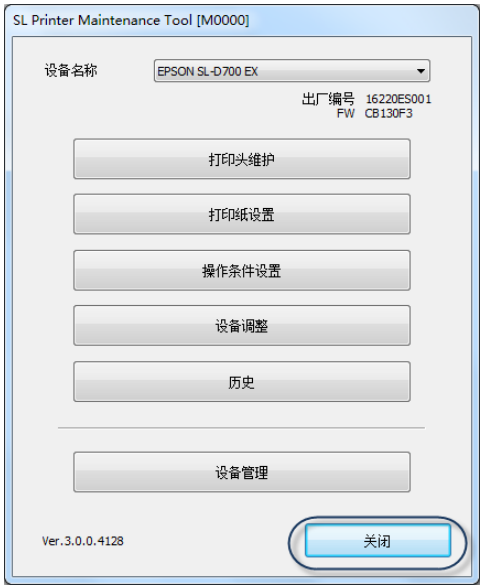 SL Printer Maintenance Tool [M0000]
设备名称 EPSON SL-D700 EX
出厂编号 16220ES001
FW CB130F3
打印头维护
打印纸设置
操作条件设置
设备调整
历史
设备管理
Ver.3.0.0.4128 关闭